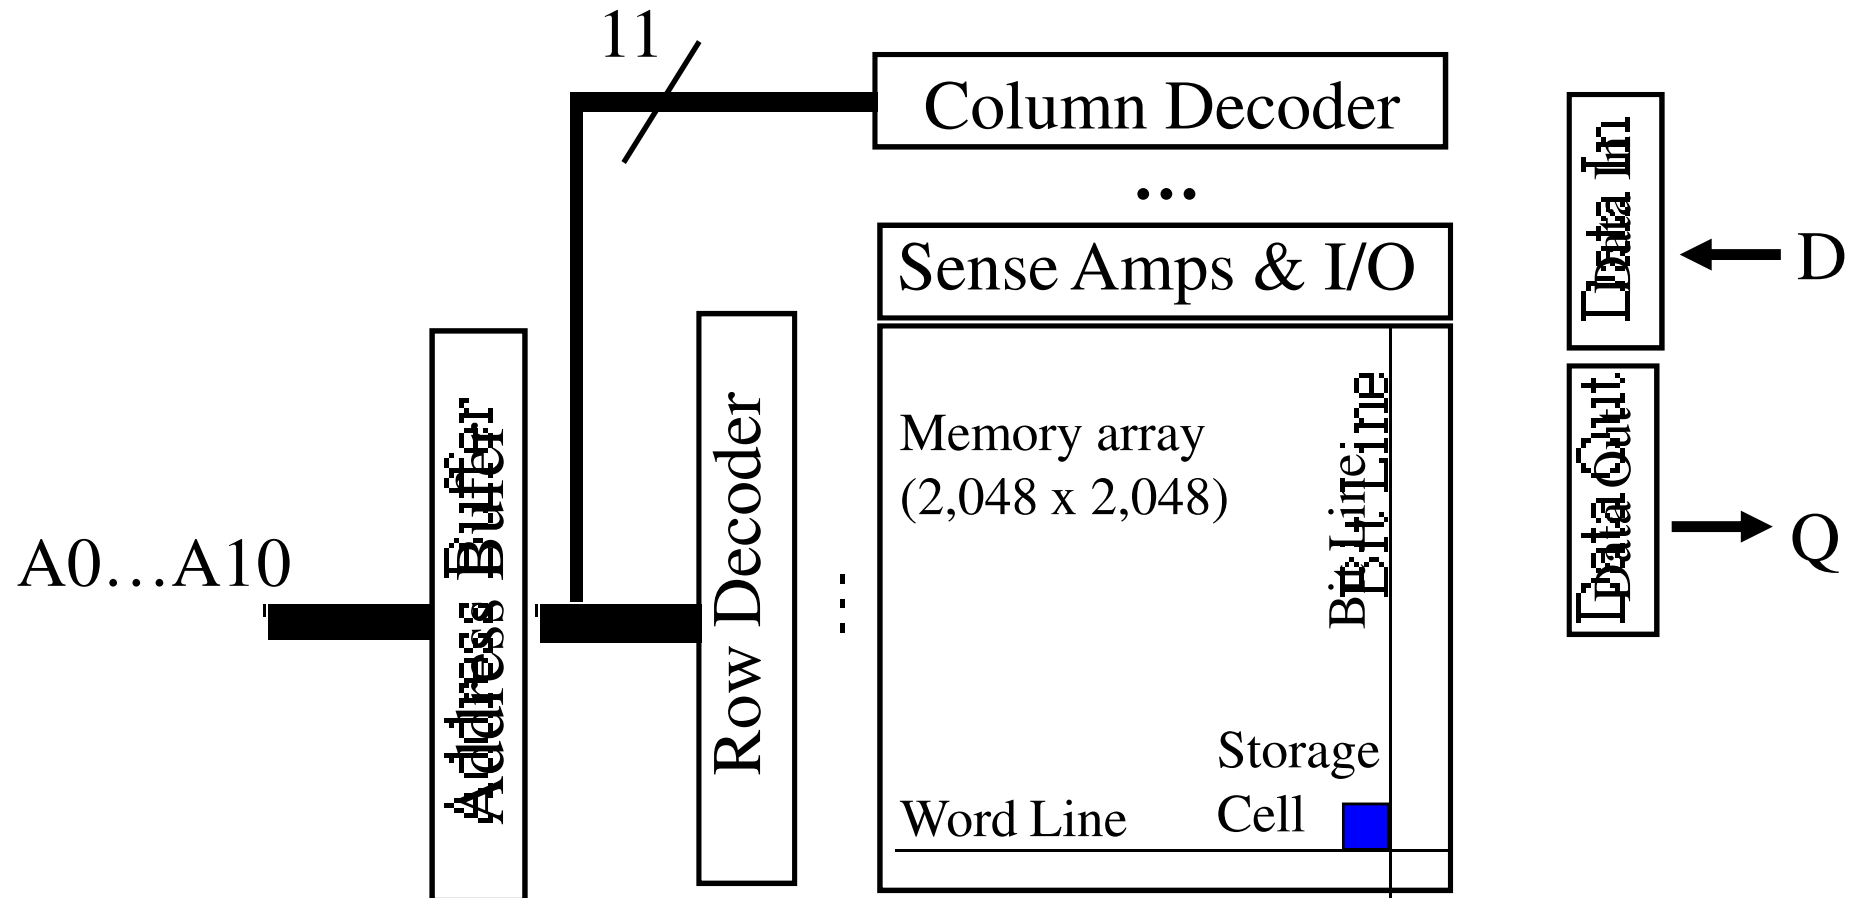 11
Column Decoder
…
Sense Amps & I/O
Data In
D
Address Buffer
Row Decoder
Memory array
(2,048 x 2,048)
Bit Line
Data Out
A0…A10
Q
Storage
Cell
Word Line